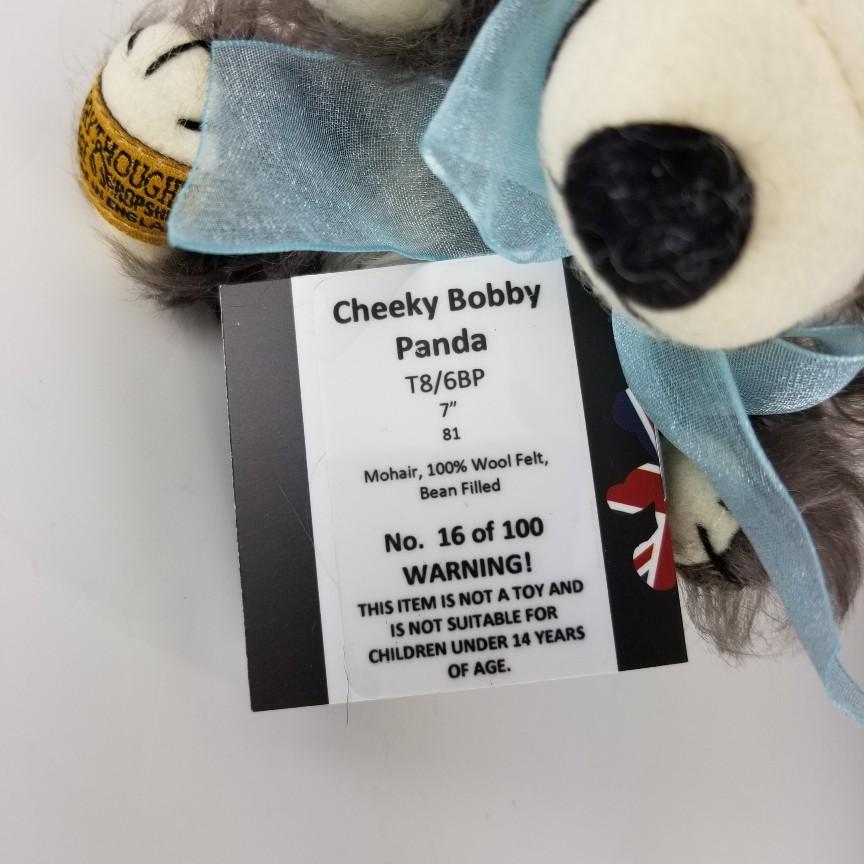 Cheeky Bobby
Panda
T8/6BP
7”
81
Mohair, 100% Wool Felt,
Bean Filled
No. 16 of 100
WARNING!
THIS ITEM IS NOT A TOY AND
IS NOT SUITABLE FOR
CHILDREN UNDER 14 YEARS
OF AGE.